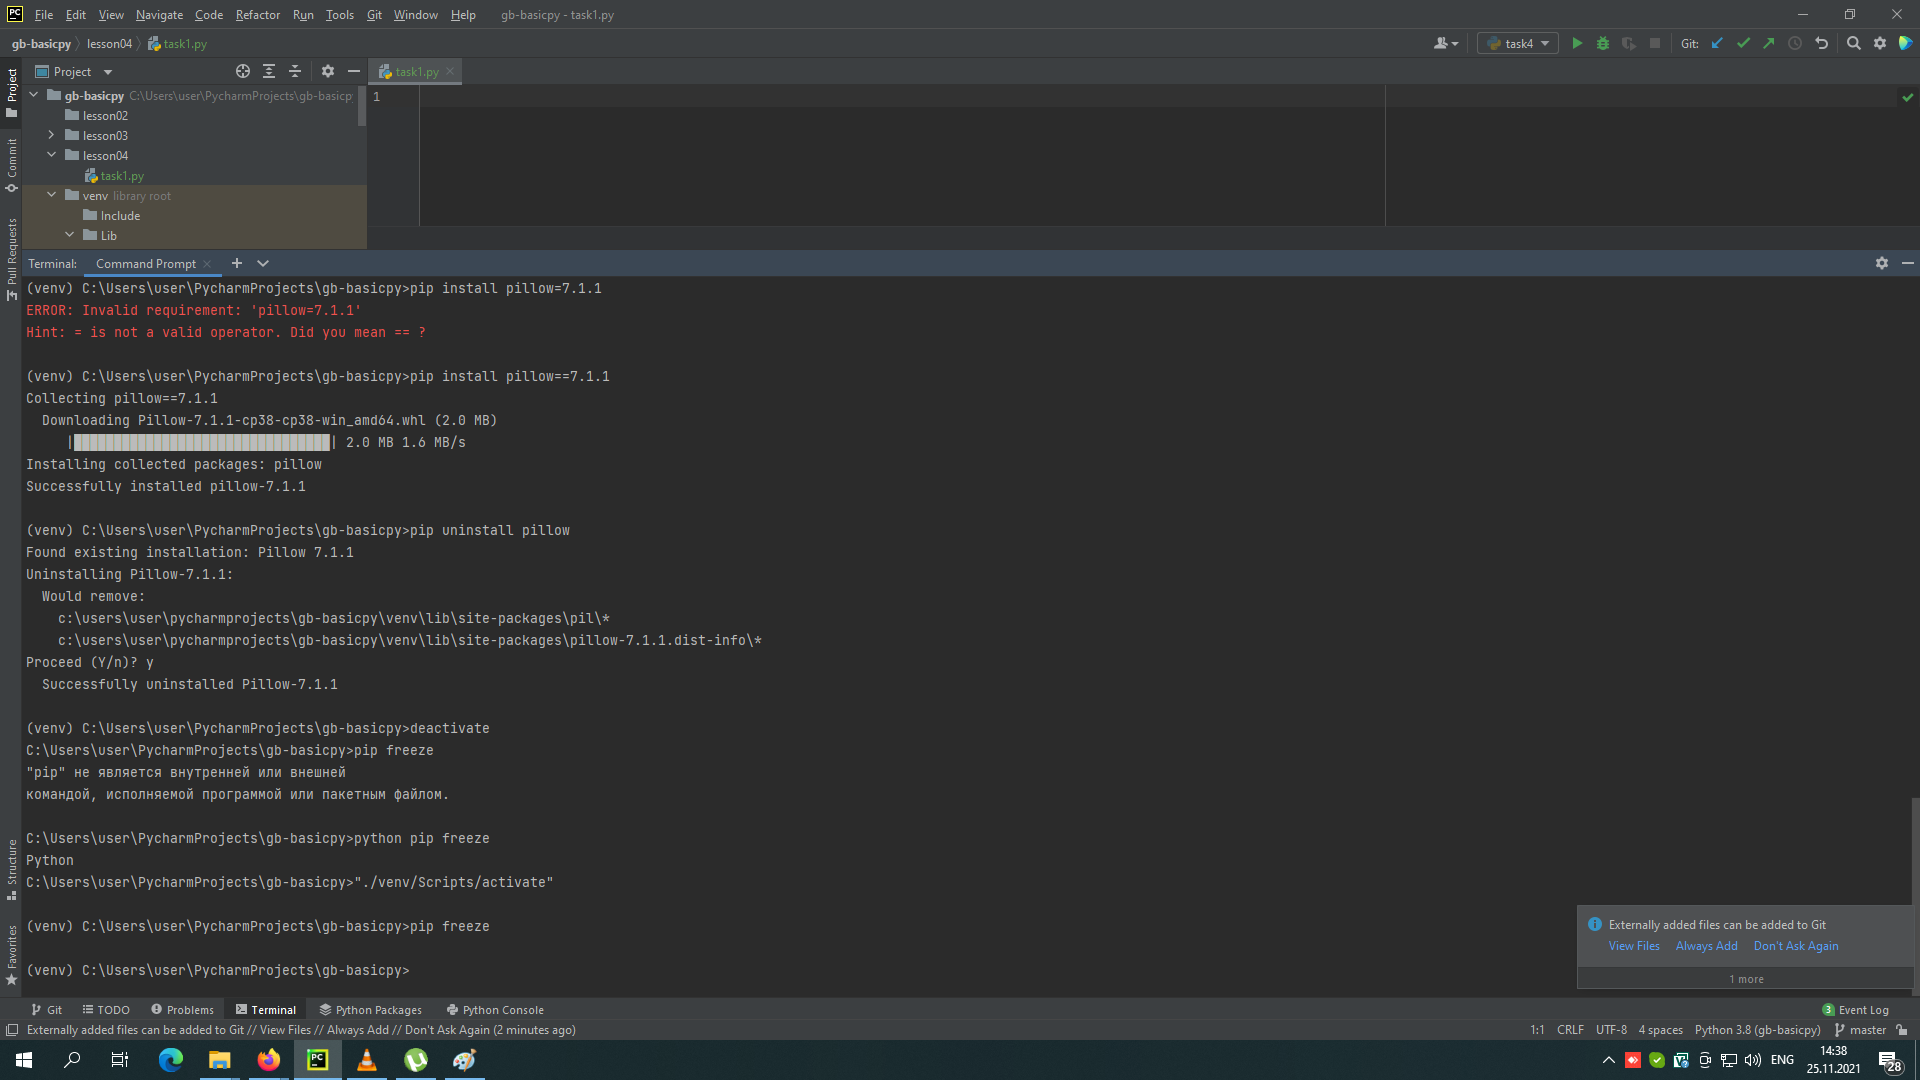 PC File Edit View Navigate Code Refactor Run Tools Git Window Help gb-basicpy - task1.py
gb-basicpy lesson04 task1.py
task4 Git:
Project
task1.py
gb-basicpy C:\Users\user\PycharmProjects\gb-basicp
1
lesson02
lesson03
lesson04
task1.py
venv library root
Include
Lib
Project
Commit
Pull Requests
Structure
Favorites
Terminal: Command Prompt
(venv) C:\Users\user\PycharmProjects\gb-basicpy>pip install pillow=7.1.1
ERROR: Invalid requirement: 'pillow=7.1.1'
Hint: = is not a valid operator. Did you mean == ?
(venv) C:\Users\user\PycharmProjects\gb-basicpy>pip install pillow==7.1.1
Collecting pillow==7.1.1
Downloading Pillow-7.1.1-cp38-cp38-win_amd64.whl (2.0 MB)
|████████████████████████████████| 2.0 MB 1.6 MB/s
Installing collected packages: pillow
Successfully installed pillow-7.1.1
(venv) C:\Users\user\PycharmProjects\gb-basicpy>pip uninstall pillow
Found existing installation: Pillow 7.1.1
Uninstalling Pillow-7.1.1:
Would remove:
c:\users\user\pycharmprojects\gb-basicpy\venv\lib\site-packages\pil\*
c:\users\user\pycharmprojects\gb-basicpy\venv\lib\site-packages\pillow-7.1.1.dist-info\*
Proceed (Y/n)? y
Successfully uninstalled Pillow-7.1.1
(venv) C:\Users\user\PycharmProjects\gb-basicpy>deactivate
C:\Users\user\PycharmProjects\gb-basicpy>pip freeze
"pip" не является внутренней или внешней
командой, исполняемой программой или пакетным файлом.
C:\Users\user\PycharmProjects\gb-basicpy>python pip freeze
Python
C:\Users\user\PycharmProjects\gb-basicpy>"./venv/Scripts/activate"
(venv) C:\Users\user\PycharmProjects\gb-basicpy>pip freeze
(venv) C:\Users\user\PycharmProjects\gb-basicpy>
Externally added files can be added to Git
View Files Always Add Don't Ask Again
1 more
Git TODO Problems Terminal Python Packages Python Console 3 Event Log
Externally added files can be added to Git // View Files // Always Add // Don't Ask Again (2 minutes ago) 1:1 CRLF UTF-8 4 spaces Python 3.8 (gb-basicpy) master
PC ENG 14:38
25.11.2021
28